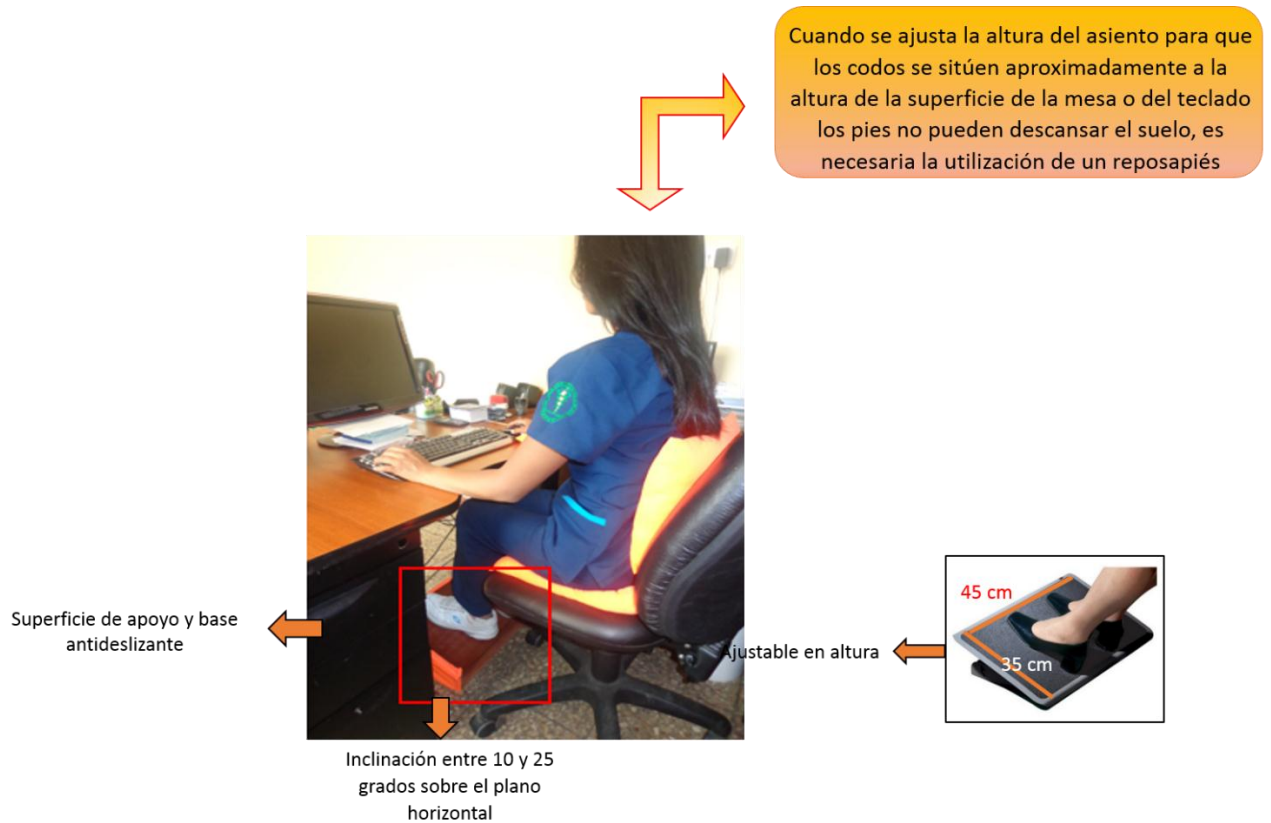 Cuando se ajusta la altura del asiento para que
los codos se sitúen aproximadamente a la
altura de la superficie de la mesa o del teclado
los pies no pueden descansar el suelo, es
necesaria la utilización de un reposapiés
Superficie de apoyo y base
antideslizante
Ajustable en altura
45 cm
35 cm
Inclinación entre 10 y 25
grados sobre el plano
horizontal